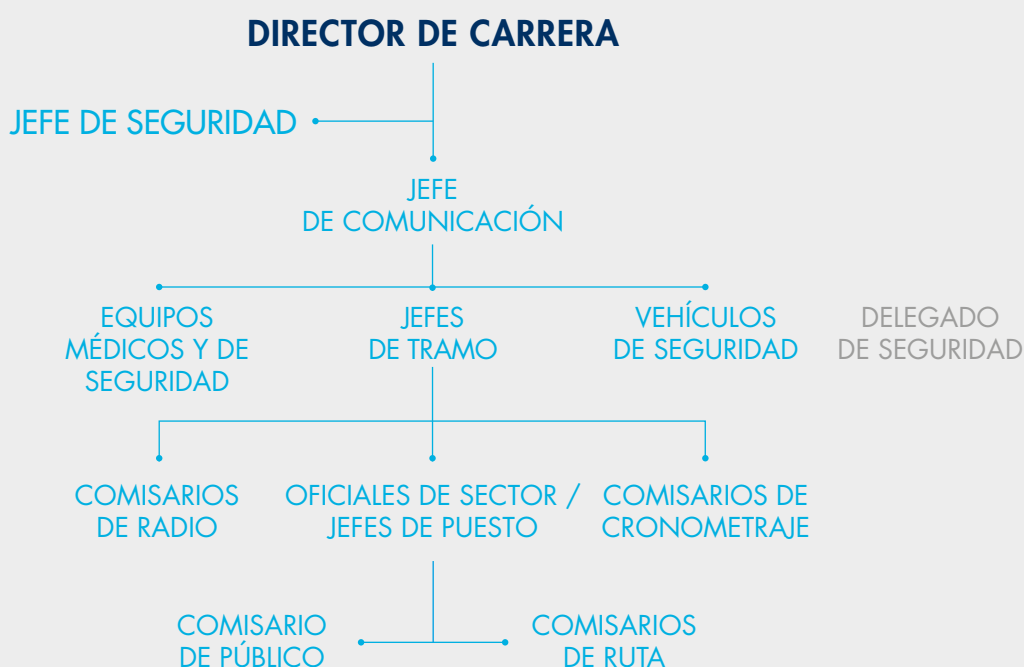 DIRECTOR DE CARRERA
JEFE DE SEGURIDAD
JEFE
DE COMUNICACIÓN
EQUIPOS
MÉDICOS Y DE
SEGURIDAD
JEFES
DE TRAMO
VEHÍCULOS
DE SEGURIDAD
DELEGADO
DE SEGURIDAD
COMISARIOS
DE RADIO
OFICIALES DE SECTOR /
JEFES DE PUESTO
COMISARIOS DE
CRONOMETRAJE
COMISARIO
DE PÚBLICO
COMISARIOS
DE RUTA